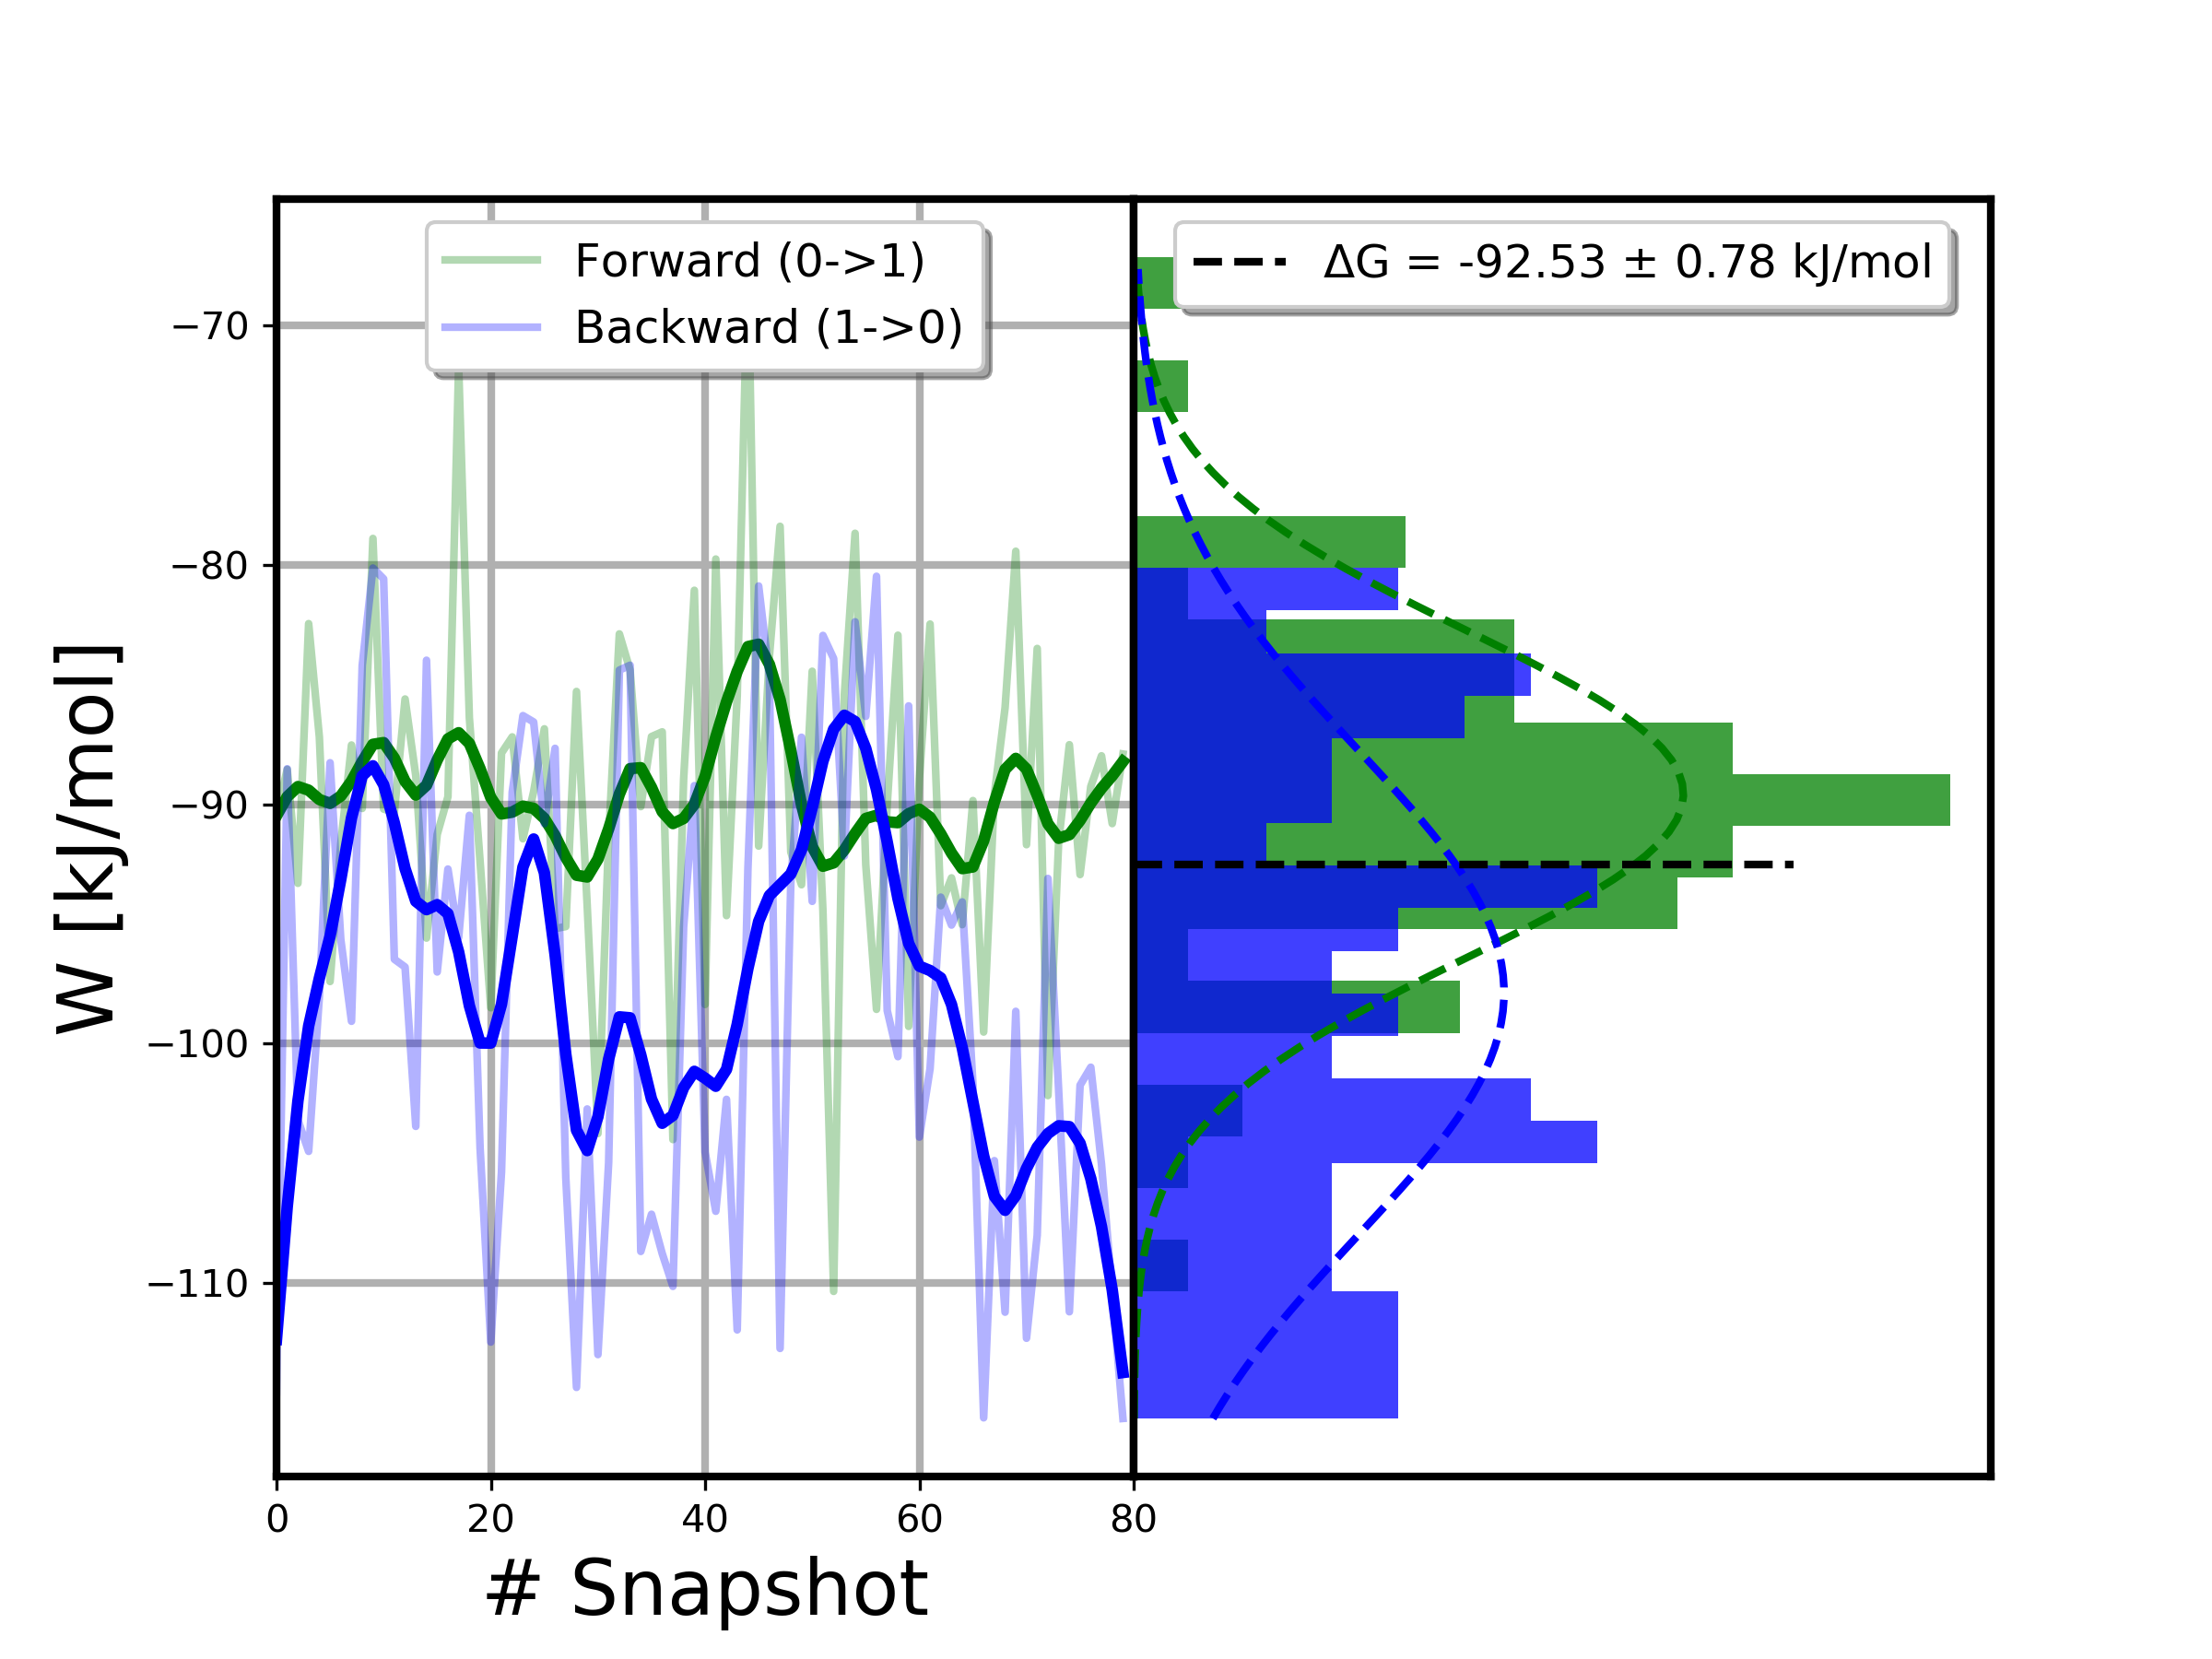 Forward (0->1)
Backward (1->0)
ΔG = -92.53 ± 0.78 kJ/mol
−70
−80
−90
−100
−110
W [kJ/mol]
0 20 40 60 80
# Snapshot